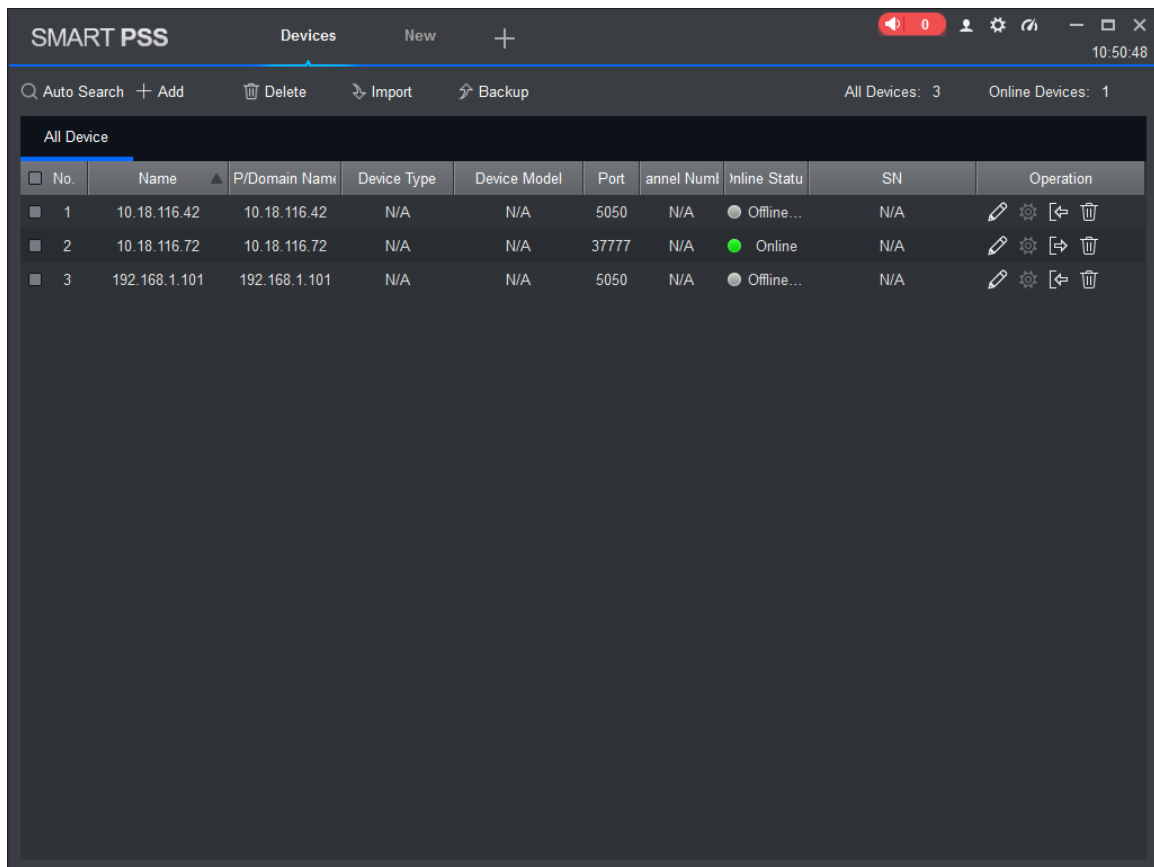 SMART PSS Devices New 0
10:50:48
Auto Search Add Delete Import Backup All Devices: 3 Online Devices: 1
All Device
No. Name P/Domain Name Device Type Device Model Port annel Numl Online Statu SN Operation
1 10.18.116.42 10.18.116.42 N/A N/A 5050 N/A Offline... N/A
2 10.18.116.72 10.18.116.72 N/A N/A 37777 N/A Online N/A
3 192.168.1.101 192.168.1.101 N/A N/A 5050 N/A Offline... N/A